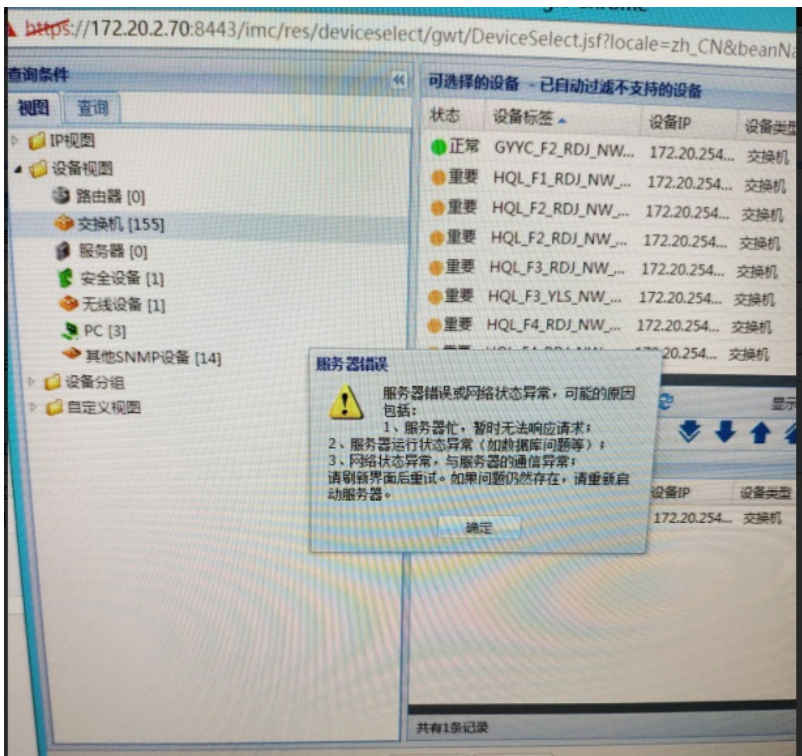 https://172.20.2.70:8443/imc/res/deviceselect/gwt/DeviceSelect.jsf?locale=zh_CN&beanNa
查询条件
视图 查询
IP视图
设备视图
路由器 [0]
交换机 [155]
服务器 [0]
安全设备 [1]
无线设备 [1]
PC [3]
其他SNMP设备 [14]
设备分组
自定义视图
可选择的设备 - 已自动过滤不支持的设备
状态 设备标签 设备IP 设备类型
正常 GYYC_F2_RDJ_NW... 172.20.254... 交换机
重要 HQL_F1_RDJ_NW_... 172.20.254... 交换机
重要 HQL_F2_RDJ_NW_... 172.20.254... 交换机
重要 HQL_F2_RDJ_NW_... 172.20.254... 交换机
重要 HQL_F3_RDJ_NW_... 172.20.254... 交换机
重要 HQL_F3_YLS_NW_... 172.20.254... 交换机
重要 HQL_F4_RDJ_NW_... 172.20.254... 交换机
20.254... 交换机
服务器错误
服务器错误或网络状态异常，可能的原因
包括：
1、服务器忙，暂时无法响应请求；
2、服务器运行状态异常（如数据库问题等）；
3、网络状态异常，与服务器的通信异常；
请刷新界面后重试。如果问题仍然存在，请重新启
动服务器。
确定
显示
设备IP 设备类型
172.20.254... 交换机
共有1条记录